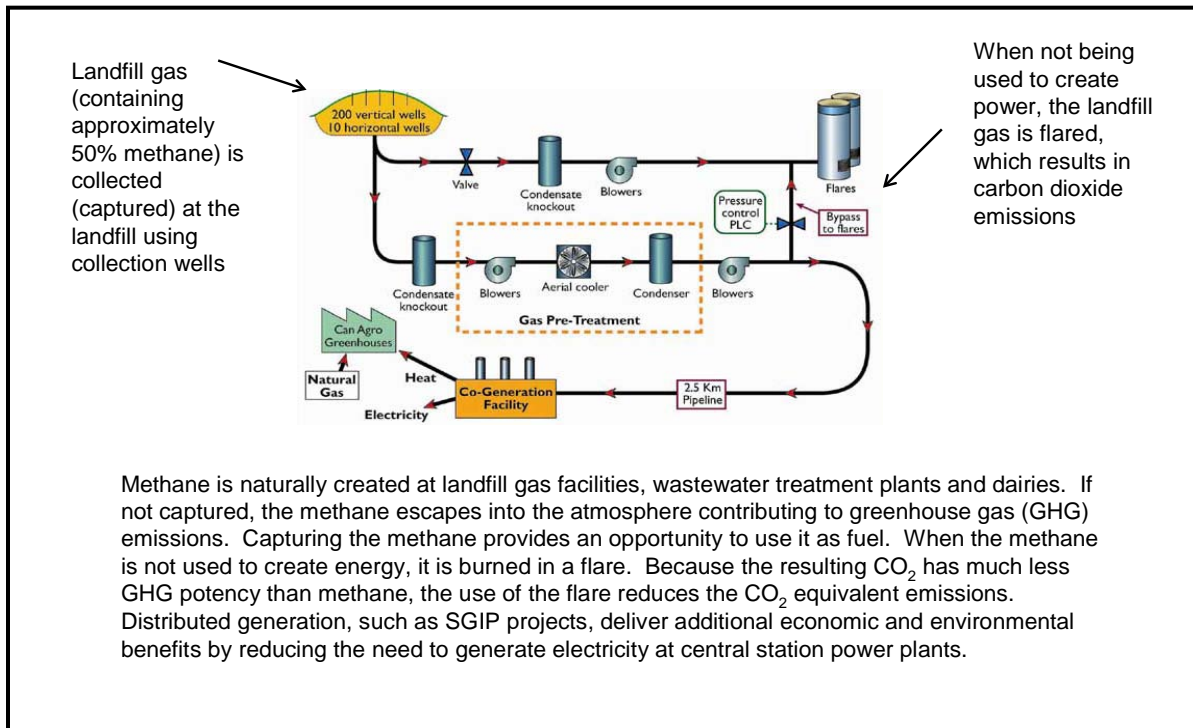 Landfill gas
(containing
approximately
50% methane) is
collected
(captured) at the
landfill using
collection wells
When not being
used to create
power, the landfill
gas is flared,
which results in
carbon dioxide
emissions
200 vertical wells
10 horizontal wells
Valve
Condensate
knockout
Blowers
Flares
Pressure
control
PLC
Bypass
to flares
Condensate
knockout
Blowers
Aerial cooler
Condenser
Blowers
Gas Pre-Treatment
Can Agro
Greenhouses
Natural
Gas
Heat
Electricity
Co-Generation
Facility
2.5 Km
Pipeline
Methane is naturally created at landfill gas facilities, wastewater treatment plants and dairies. If
not captured, the methane escapes into the atmosphere contributing to greenhouse gas (GHG)
emissions. Capturing the methane provides an opportunity to use it as fuel. When the methane
is not used to create energy, it is burned in a flare. Because the resulting CO₂ has much less
GHG potency than methane, the use of the flare reduces the CO₂ equivalent emissions.
Distributed generation, such as SGIP projects, deliver additional economic and environmental
benefits by reducing the need to generate electricity at central station power plants.